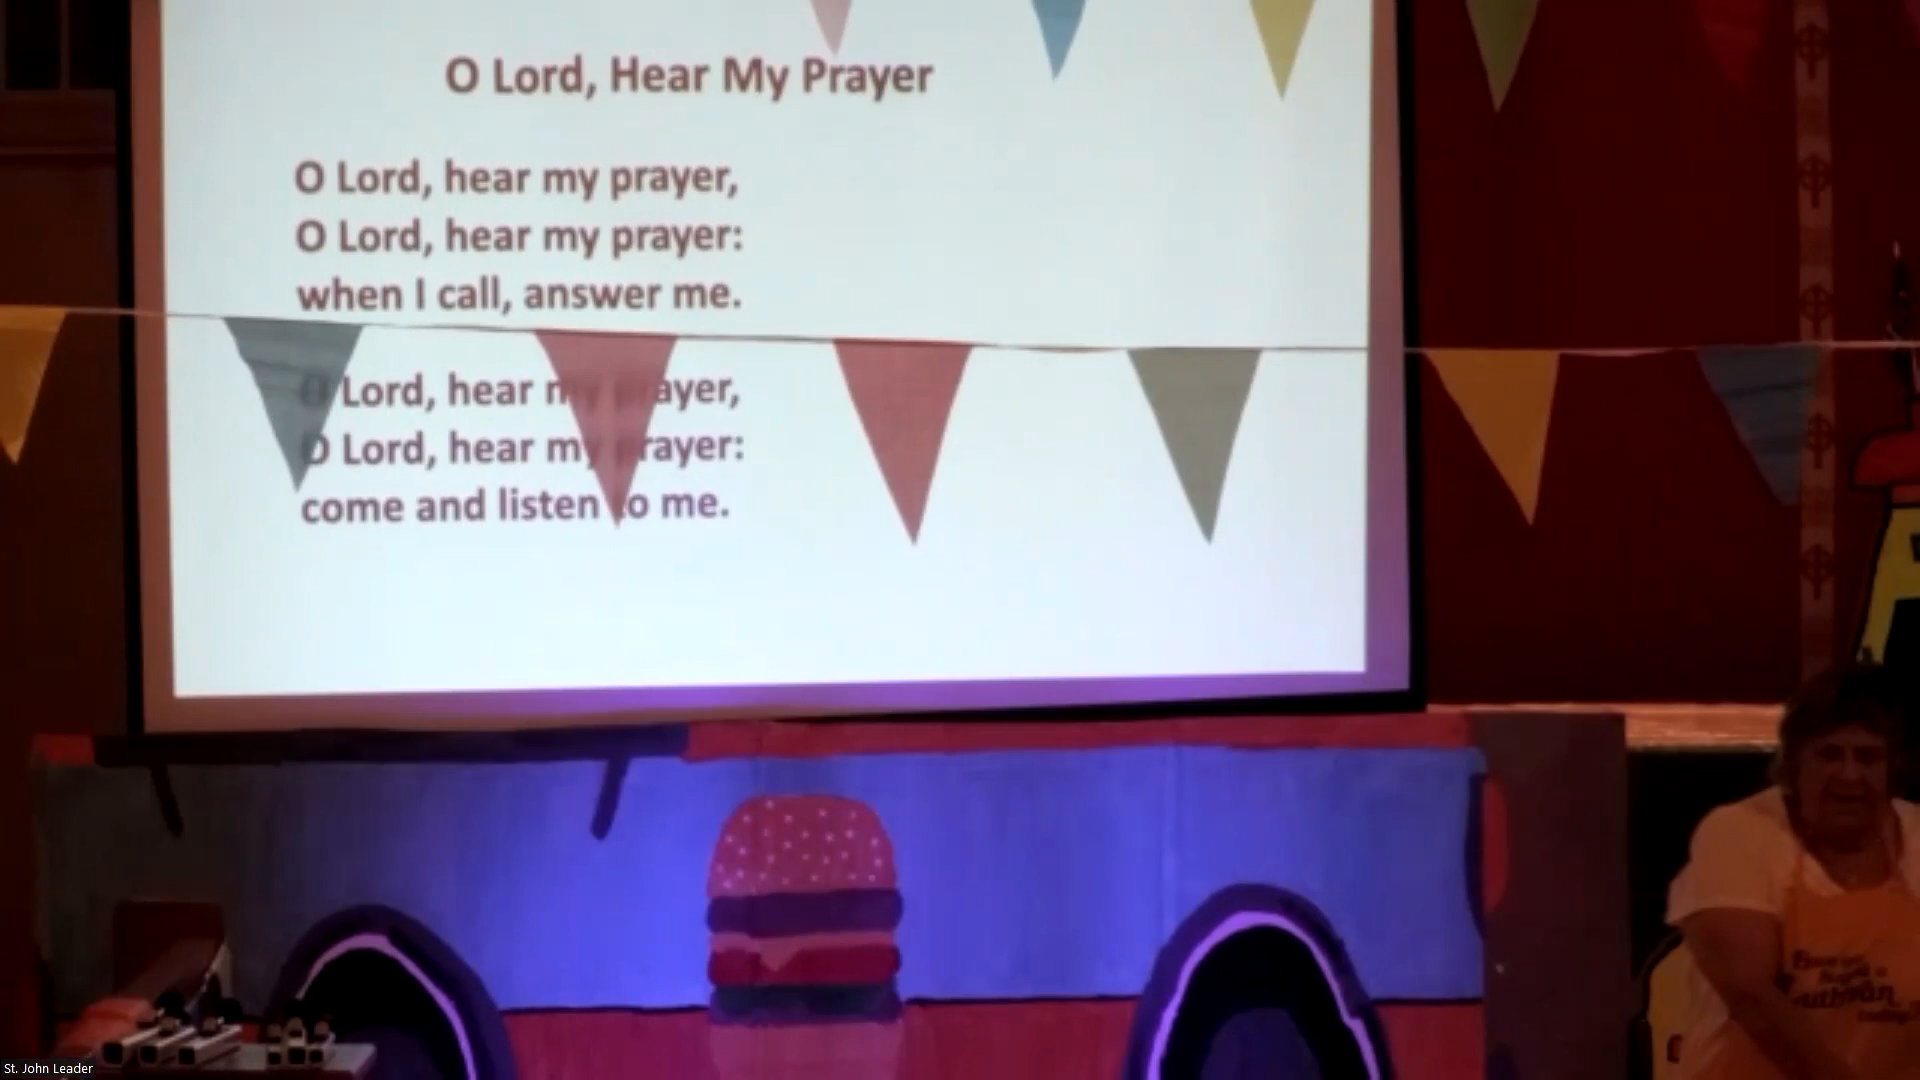 O Lord, Hear My Prayer
O Lord, hear my prayer,
O Lord, hear my prayer:
when I call, answer me.
O Lord, hear my prayer,
O Lord, hear my prayer:
come and listen to me.
St. John Leader